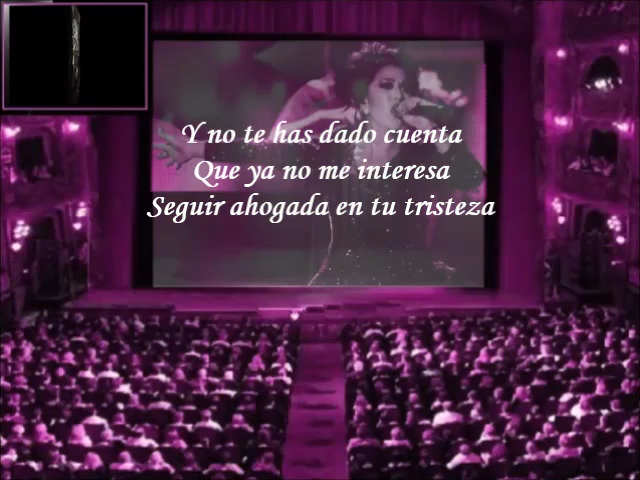 Y no te has dado cuenta
Que ya no me interesa
Seguir ahogada en tu tristeza